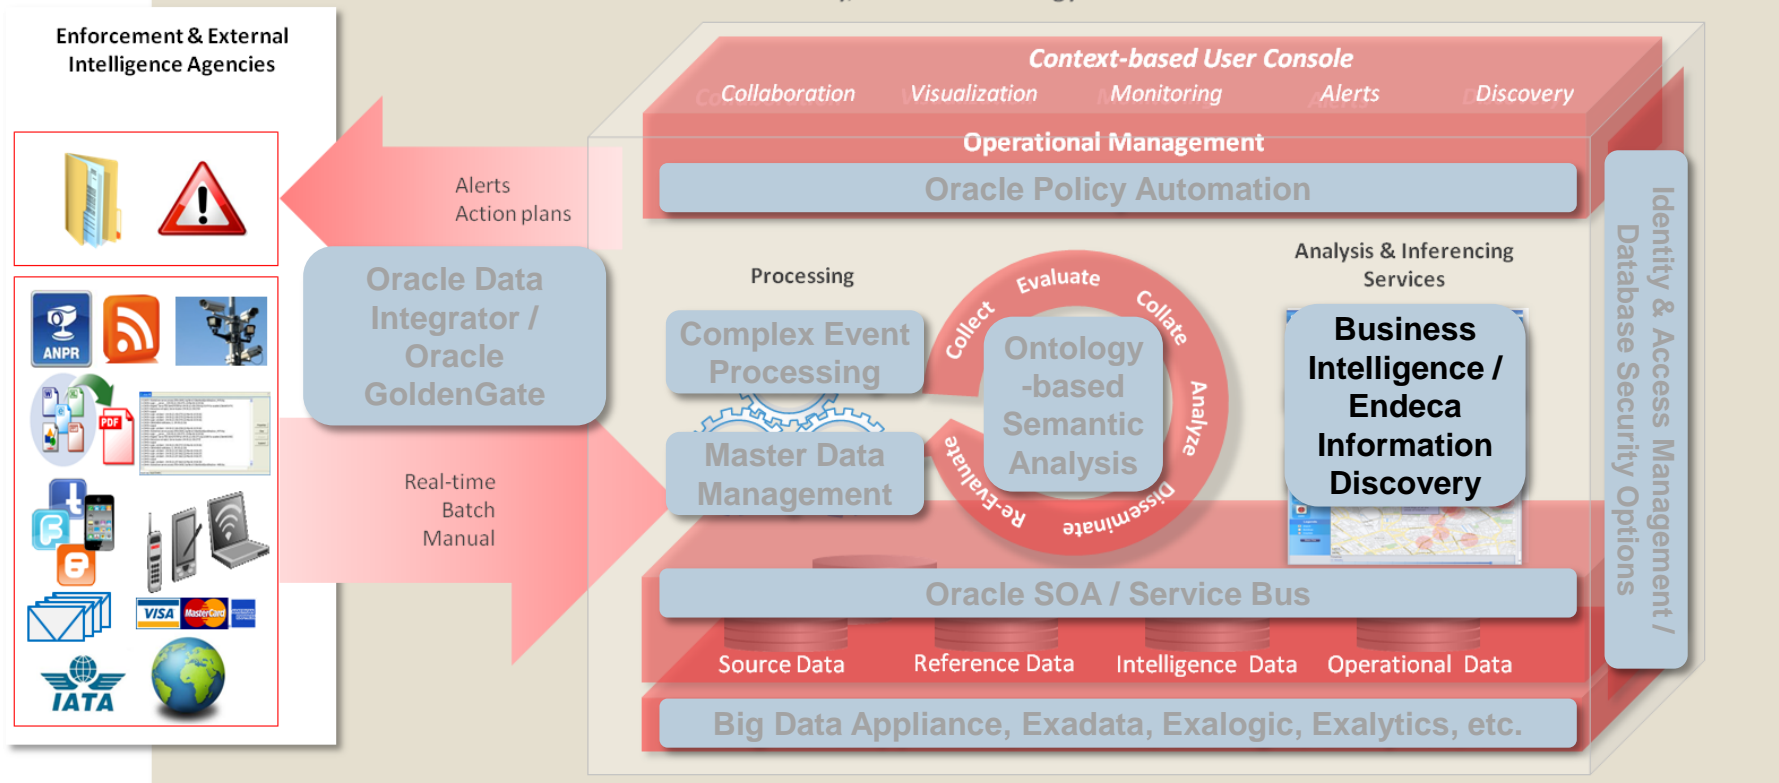 Enforcement & External
Intelligence Agencies
Context-based User Console
Collaboration Visualization Monitoring Alerts Discovery
Operational Management
Oracle Policy Automation
Alerts
Action plans
Oracle Data
Integrator /
Oracle
GoldenGate
Real-time
Batch
Manual
ANPR
PDF
VISA MasterCard
IATA
Processing
Complex Event
Processing
Master Data
Management
Collect
Evaluate
Collate
Analyze
Disseminate
Re-Evaluate
Ontology
-based
Semantic
Analysis
Analysis & Inferencing
Services
Business
Intelligence /
Endeca
Information
Discovery
Identity & Access Management /
Database Security Options
Oracle SOA / Service Bus
Source Data Reference Data Intelligence Data Operational Data
Big Data Appliance, Exadata, Exalogic, Exalytics, etc.